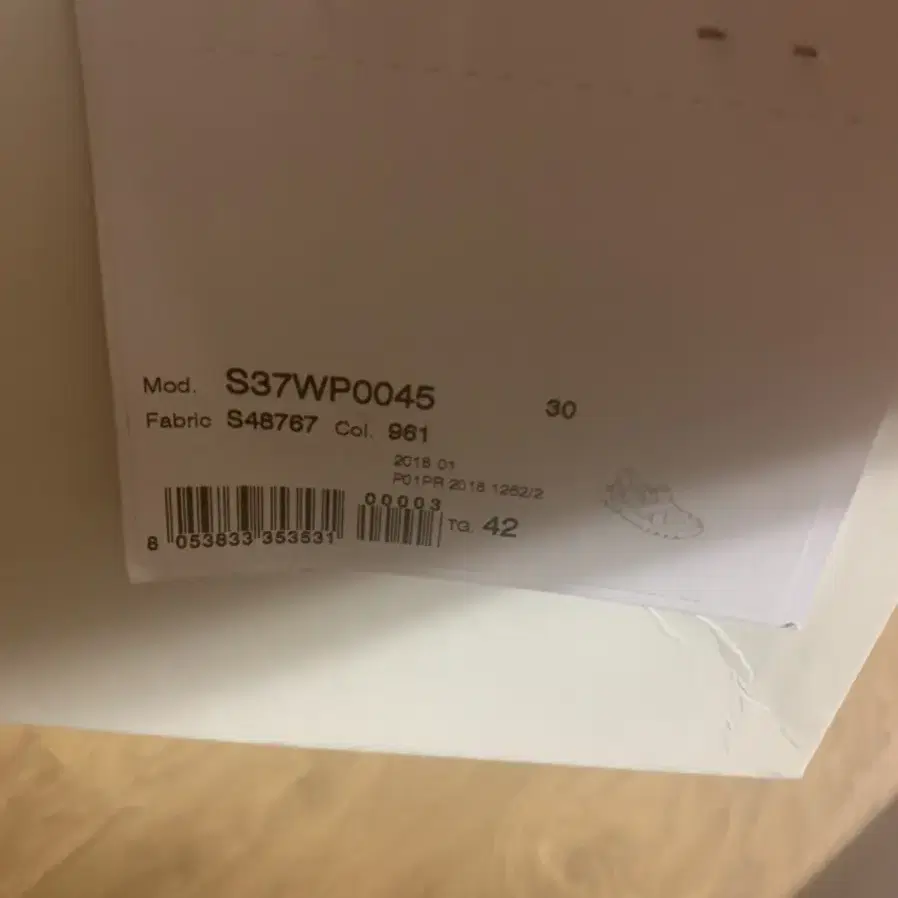 Mod. S37WP0045 30
Fabric S48767 Col. 961
2018 01
P01PR 2018 1262/2
00003
TG. 42
8 053833 353531